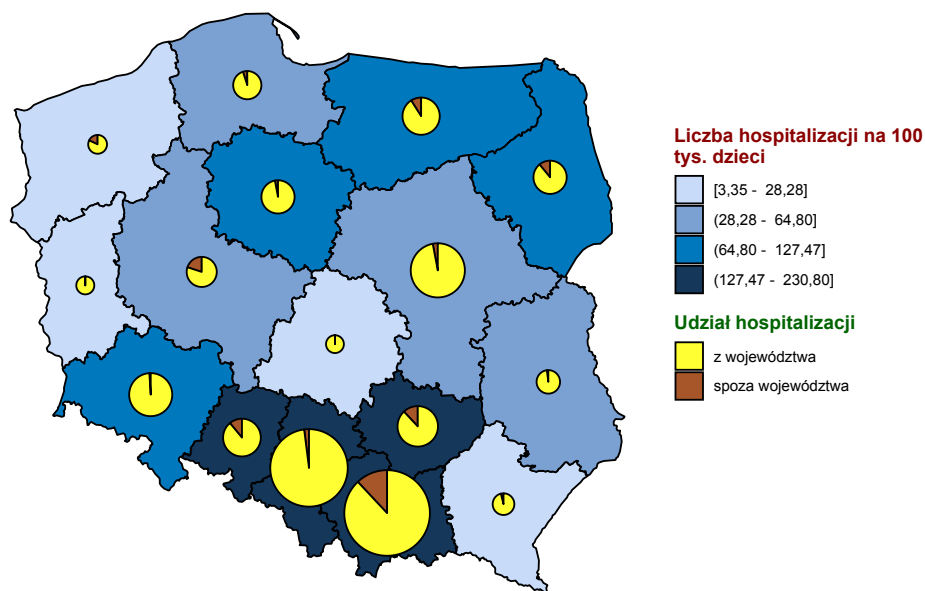 Liczba hospitalizacji na 100
tys. dzieci
[3,35 - 28,28]
(28,28 - 64,80]
(64,80 - 127,47]
(127,47 - 230,80]
Udział hospitalizacji
z województwa
spoza województwa